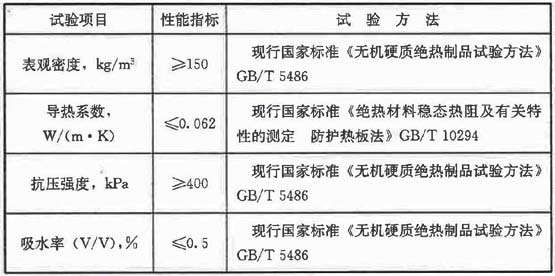 试验项目 性能指标 试 验 方 法
表观密度，kg/m³ ≥150 现行国家标准《无机硬质绝热制品试验方法》
GB/T 5486
导热系数，
W/(m·K) ≤0.062 现行国家标准《绝热材料稳态热阻及有关特
性的测定 防护热板法》GB/T 10294
抗压强度，kPa ≥400 现行国家标准《无机硬质绝热制品试验方法》
GB/T 5486
吸水率（V/V），% ≤0.5 现行国家标准《无机硬质绝热制品试验方法》
GB/T 5486